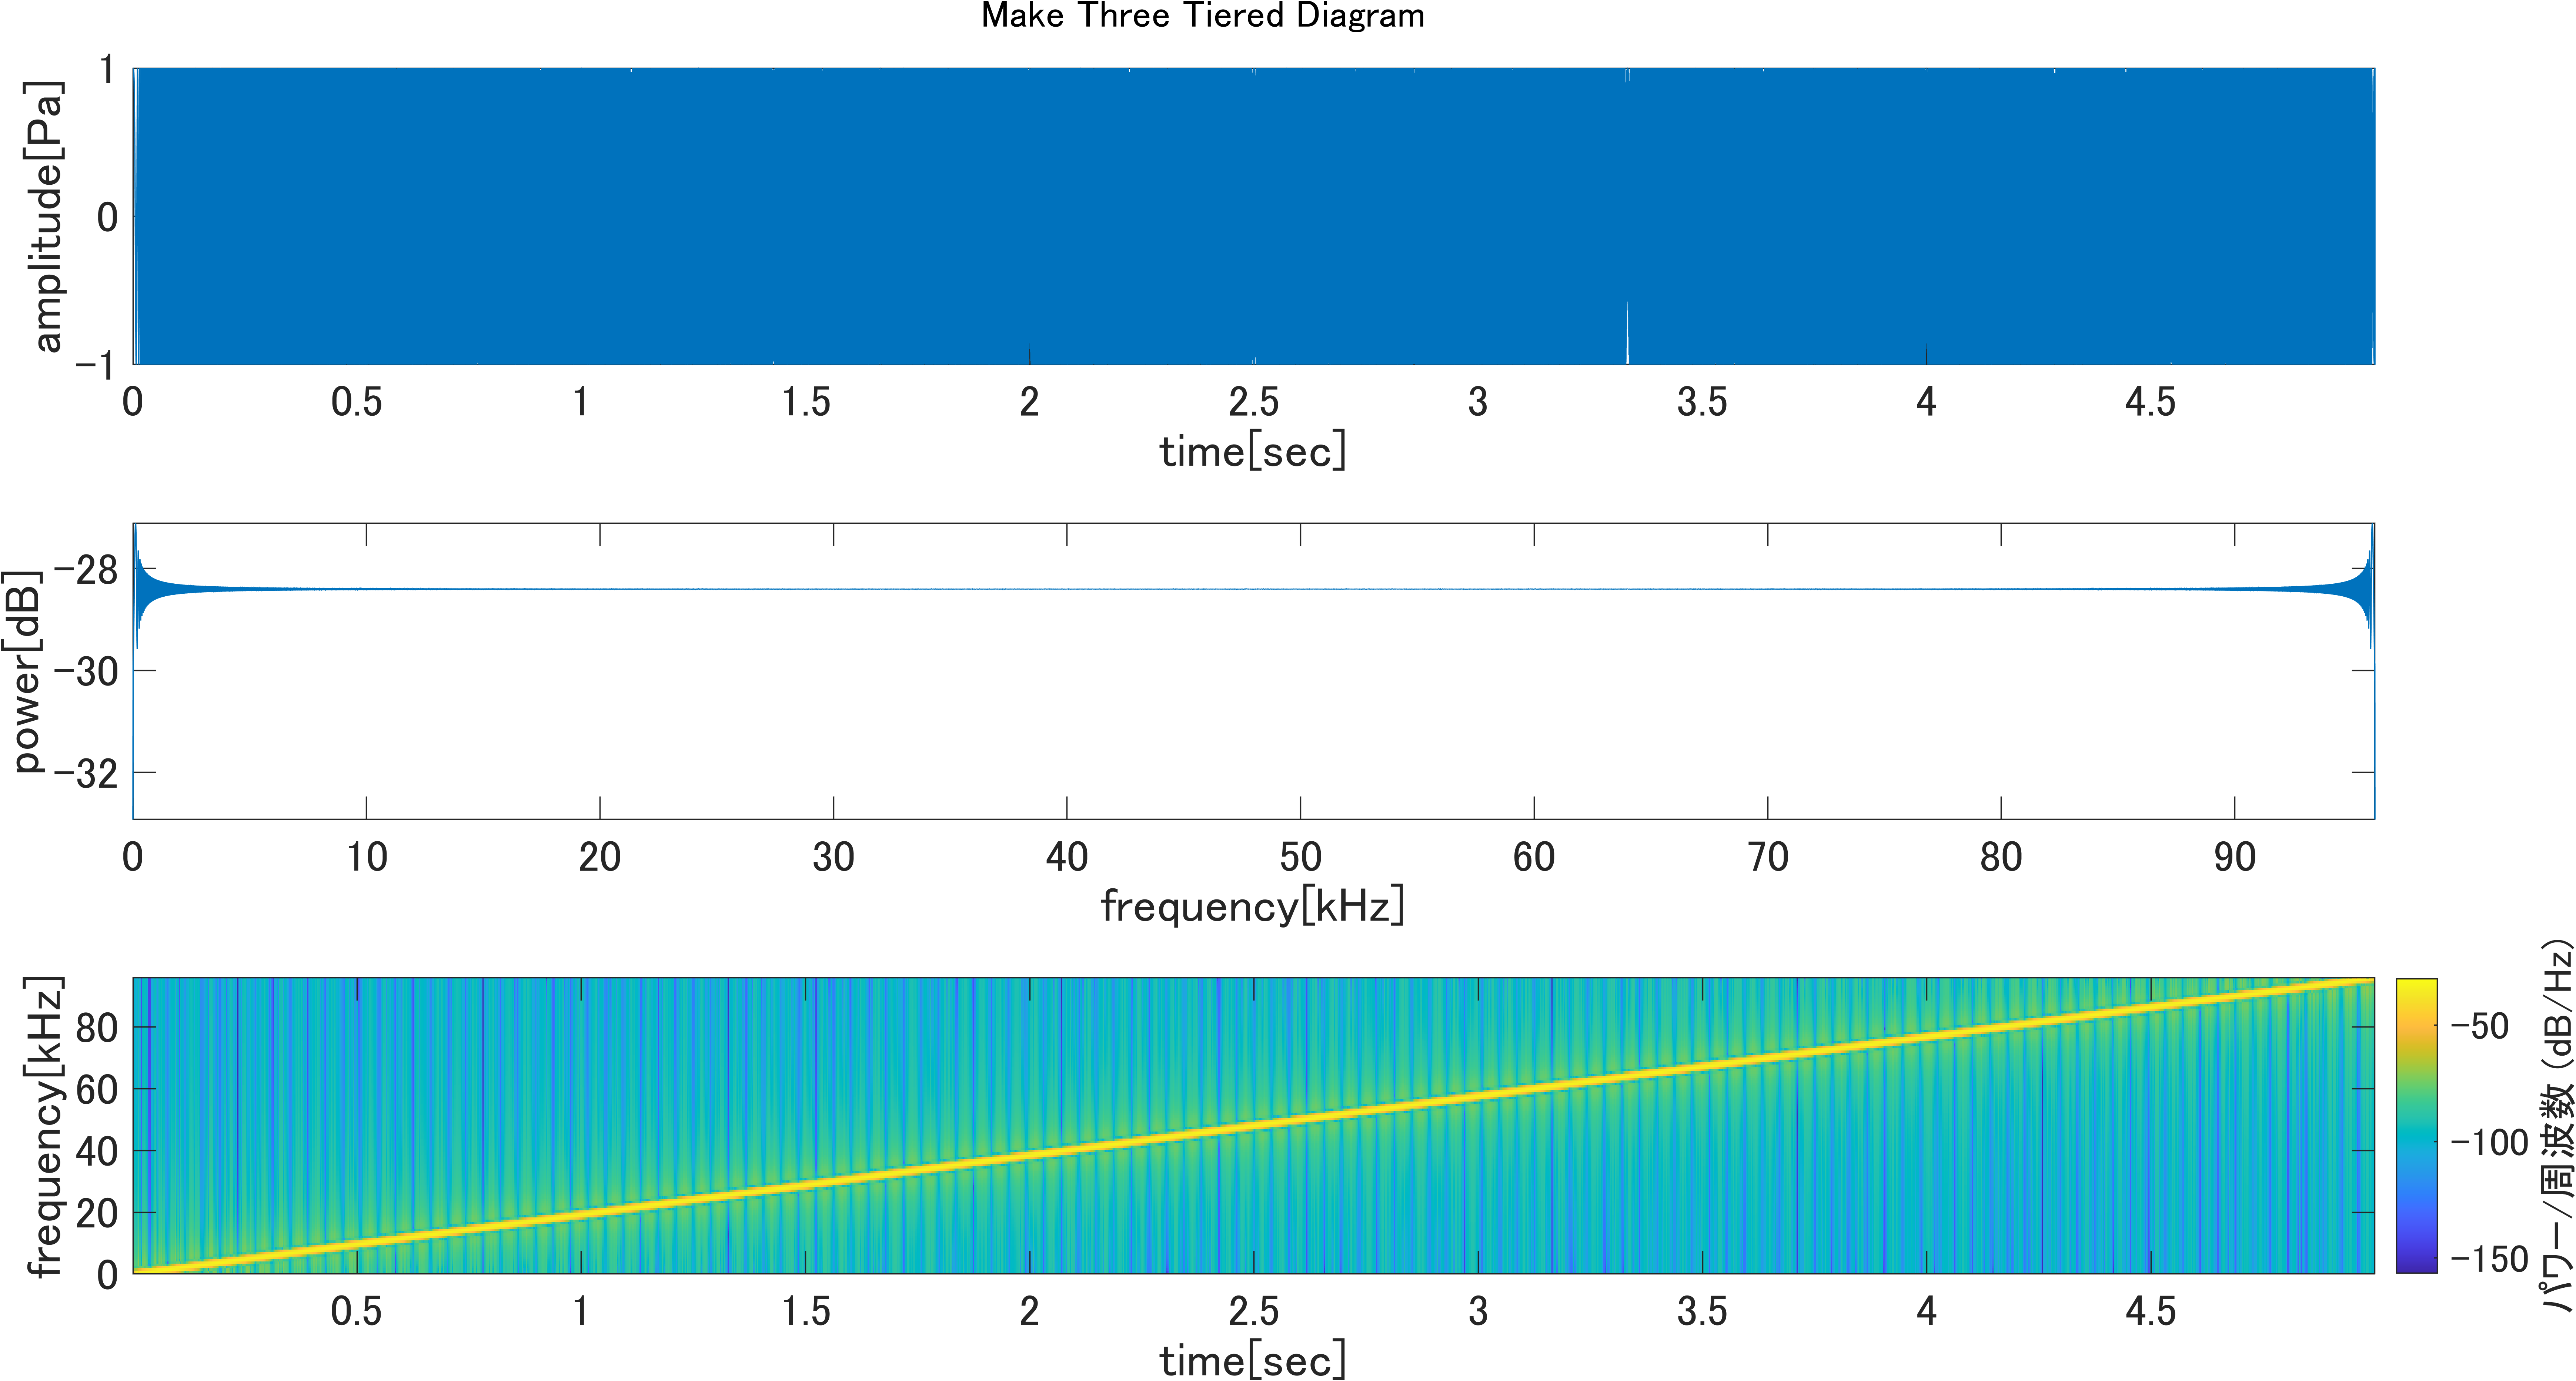 Make Three Tiered Diagram
amplitude[Pa]
1
0
−1
0 0.5 1 1.5 2 2.5 3 3.5 4 4.5
time[sec]
power[dB]
−28
−30
−32
0 10 20 30 40 50 60 70 80 90
frequency[kHz]
frequency[kHz]
80
60
40
20
0
0.5 1 1.5 2 2.5 3 3.5 4 4.5
time[sec]
−50
−100
−150
パワー/周波数 (dB/Hz)